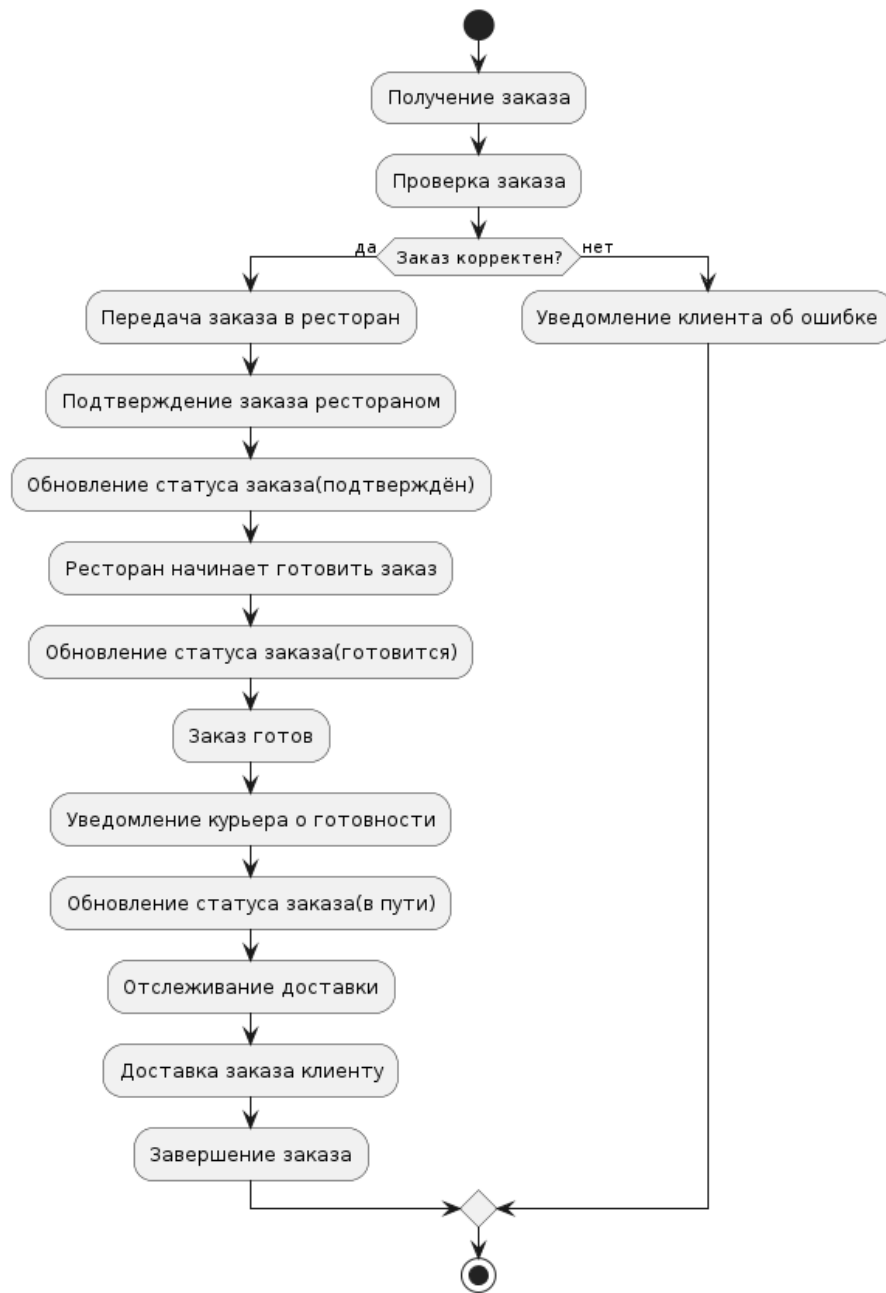 Получение заказа
Проверка заказа
да
Заказ корректен?
нет
Передача заказа в ресторан
Уведомление клиента об ошибке
Подтверждение заказа рестораном
Обновление статуса заказа(подтверждён)
Ресторан начинает готовить заказ
Обновление статуса заказа(готовится)
Заказ готов
Уведомление курьера о готовности
Обновление статуса заказа(в пути)
Отслеживание доставки
Доставка заказа клиенту
Завершение заказа